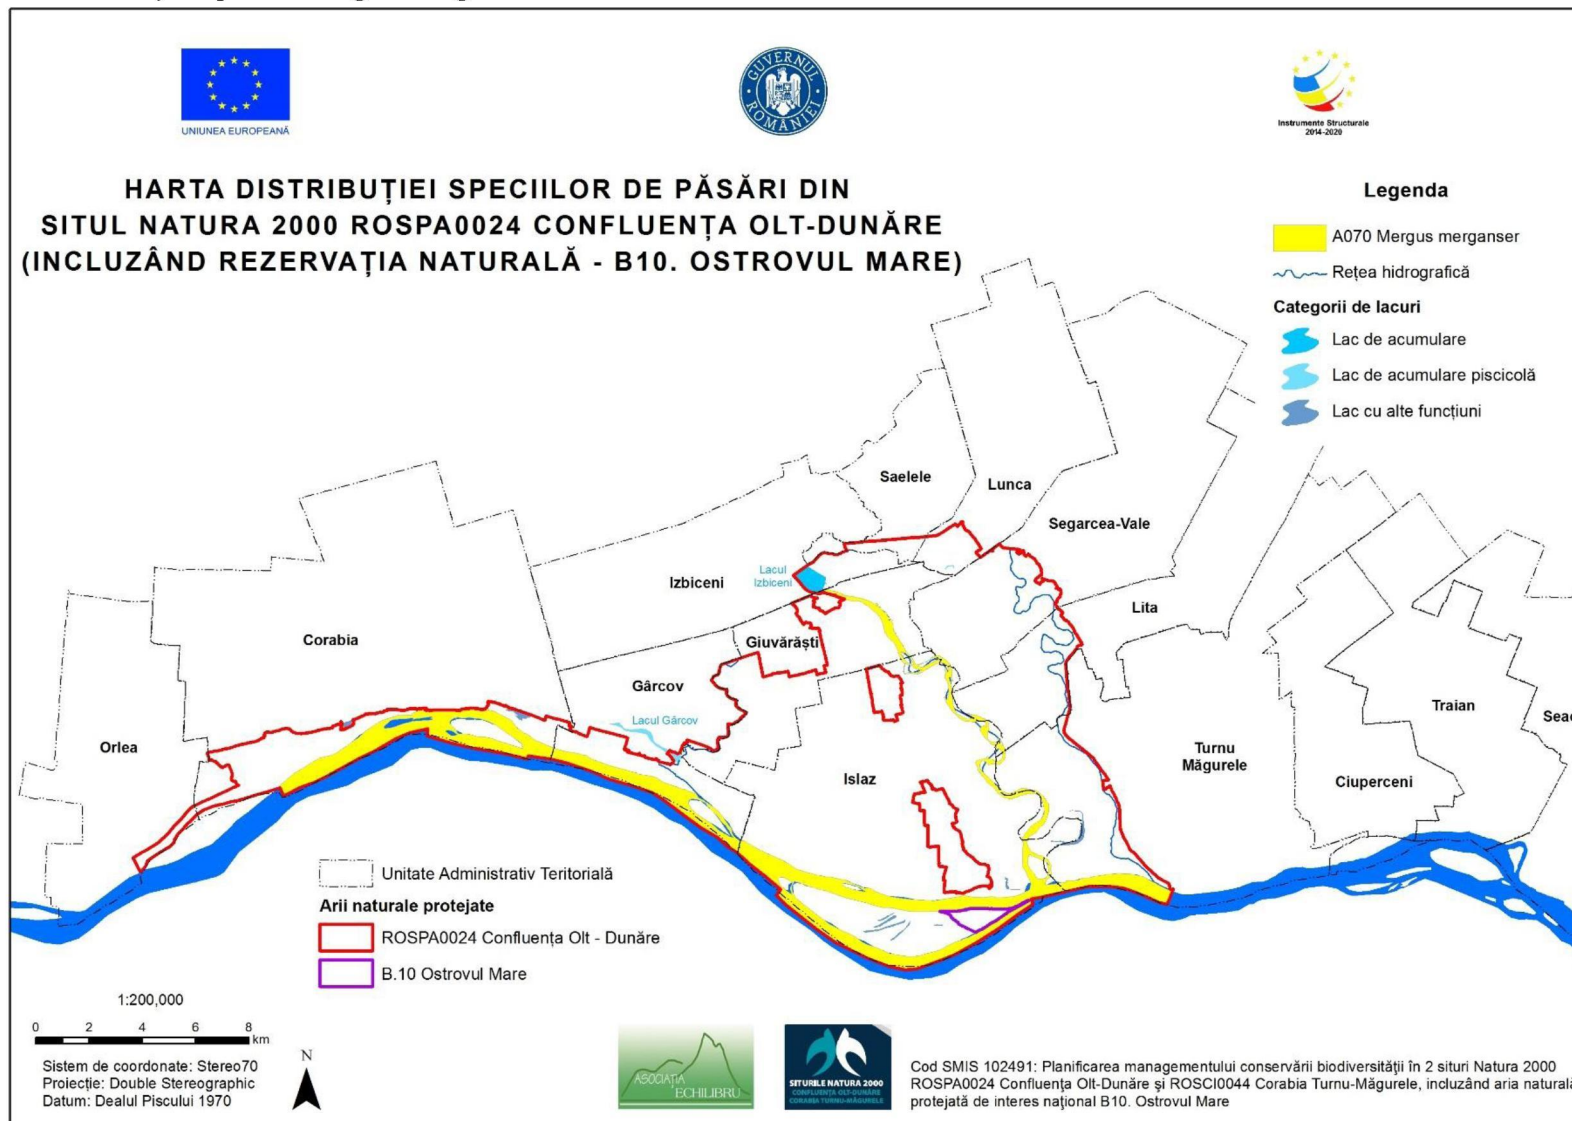 UNIUNEA EUROPEANĂ
GUVERNUL ROMÂNIEI
Instrumente Structurale
2014-2020
HARTA DISTRIBUȚIEI SPECIILOR DE PĂSĂRI DIN
SITUL NATURA 2000 ROSPA0024 CONFLUENȚA OLT-DUNĂRE
(INCLUZÂND REZERVAȚIA NATURALĂ - B10. OSTROVUL MARE)
Legenda
A070 Mergus merganser
Rețea hidrografică
Categorii de lacuri
Lac de acumulare
Lac de acumulare piscicolă
Lac cu alte funcțiuni
Saelele
Lunca
Segarcea-Vale
Izbiceni
Lacul
Izbiceni
Lita
Corabia
Giuvărăști
Gârcov
Lacul Gârcov
Orlea
Islaz
Turnu
Măgurele
Traian
Seac
Ciuperceni
Unitate Administrativ Teritorială
Arii naturale protejate
ROSPA0024 Confluența Olt - Dunăre
B.10 Ostrovul Mare
1:200,000
0 2 4 6 8
km
N
Sistem de coordonate: Stereo70
Proiecție: Double Stereographic
Datum: Dealul Piscului 1970
ASOCIAȚIA
ECHILIBRU
SITURILE NATURA 2000
CONFLUENȚA OLT-DUNĂRE
CORABIA TURNU-MĂGURELE
Cod SMIS 102491: Planificarea managementului conservării biodiversității în 2 situri Natura 2000
ROSPA0024 Confluența Olt-Dunăre și ROSCI0044 Corabia Turnu-Măgurele, incluzând aria naturală
protejată de interes național B10. Ostrovul Mare